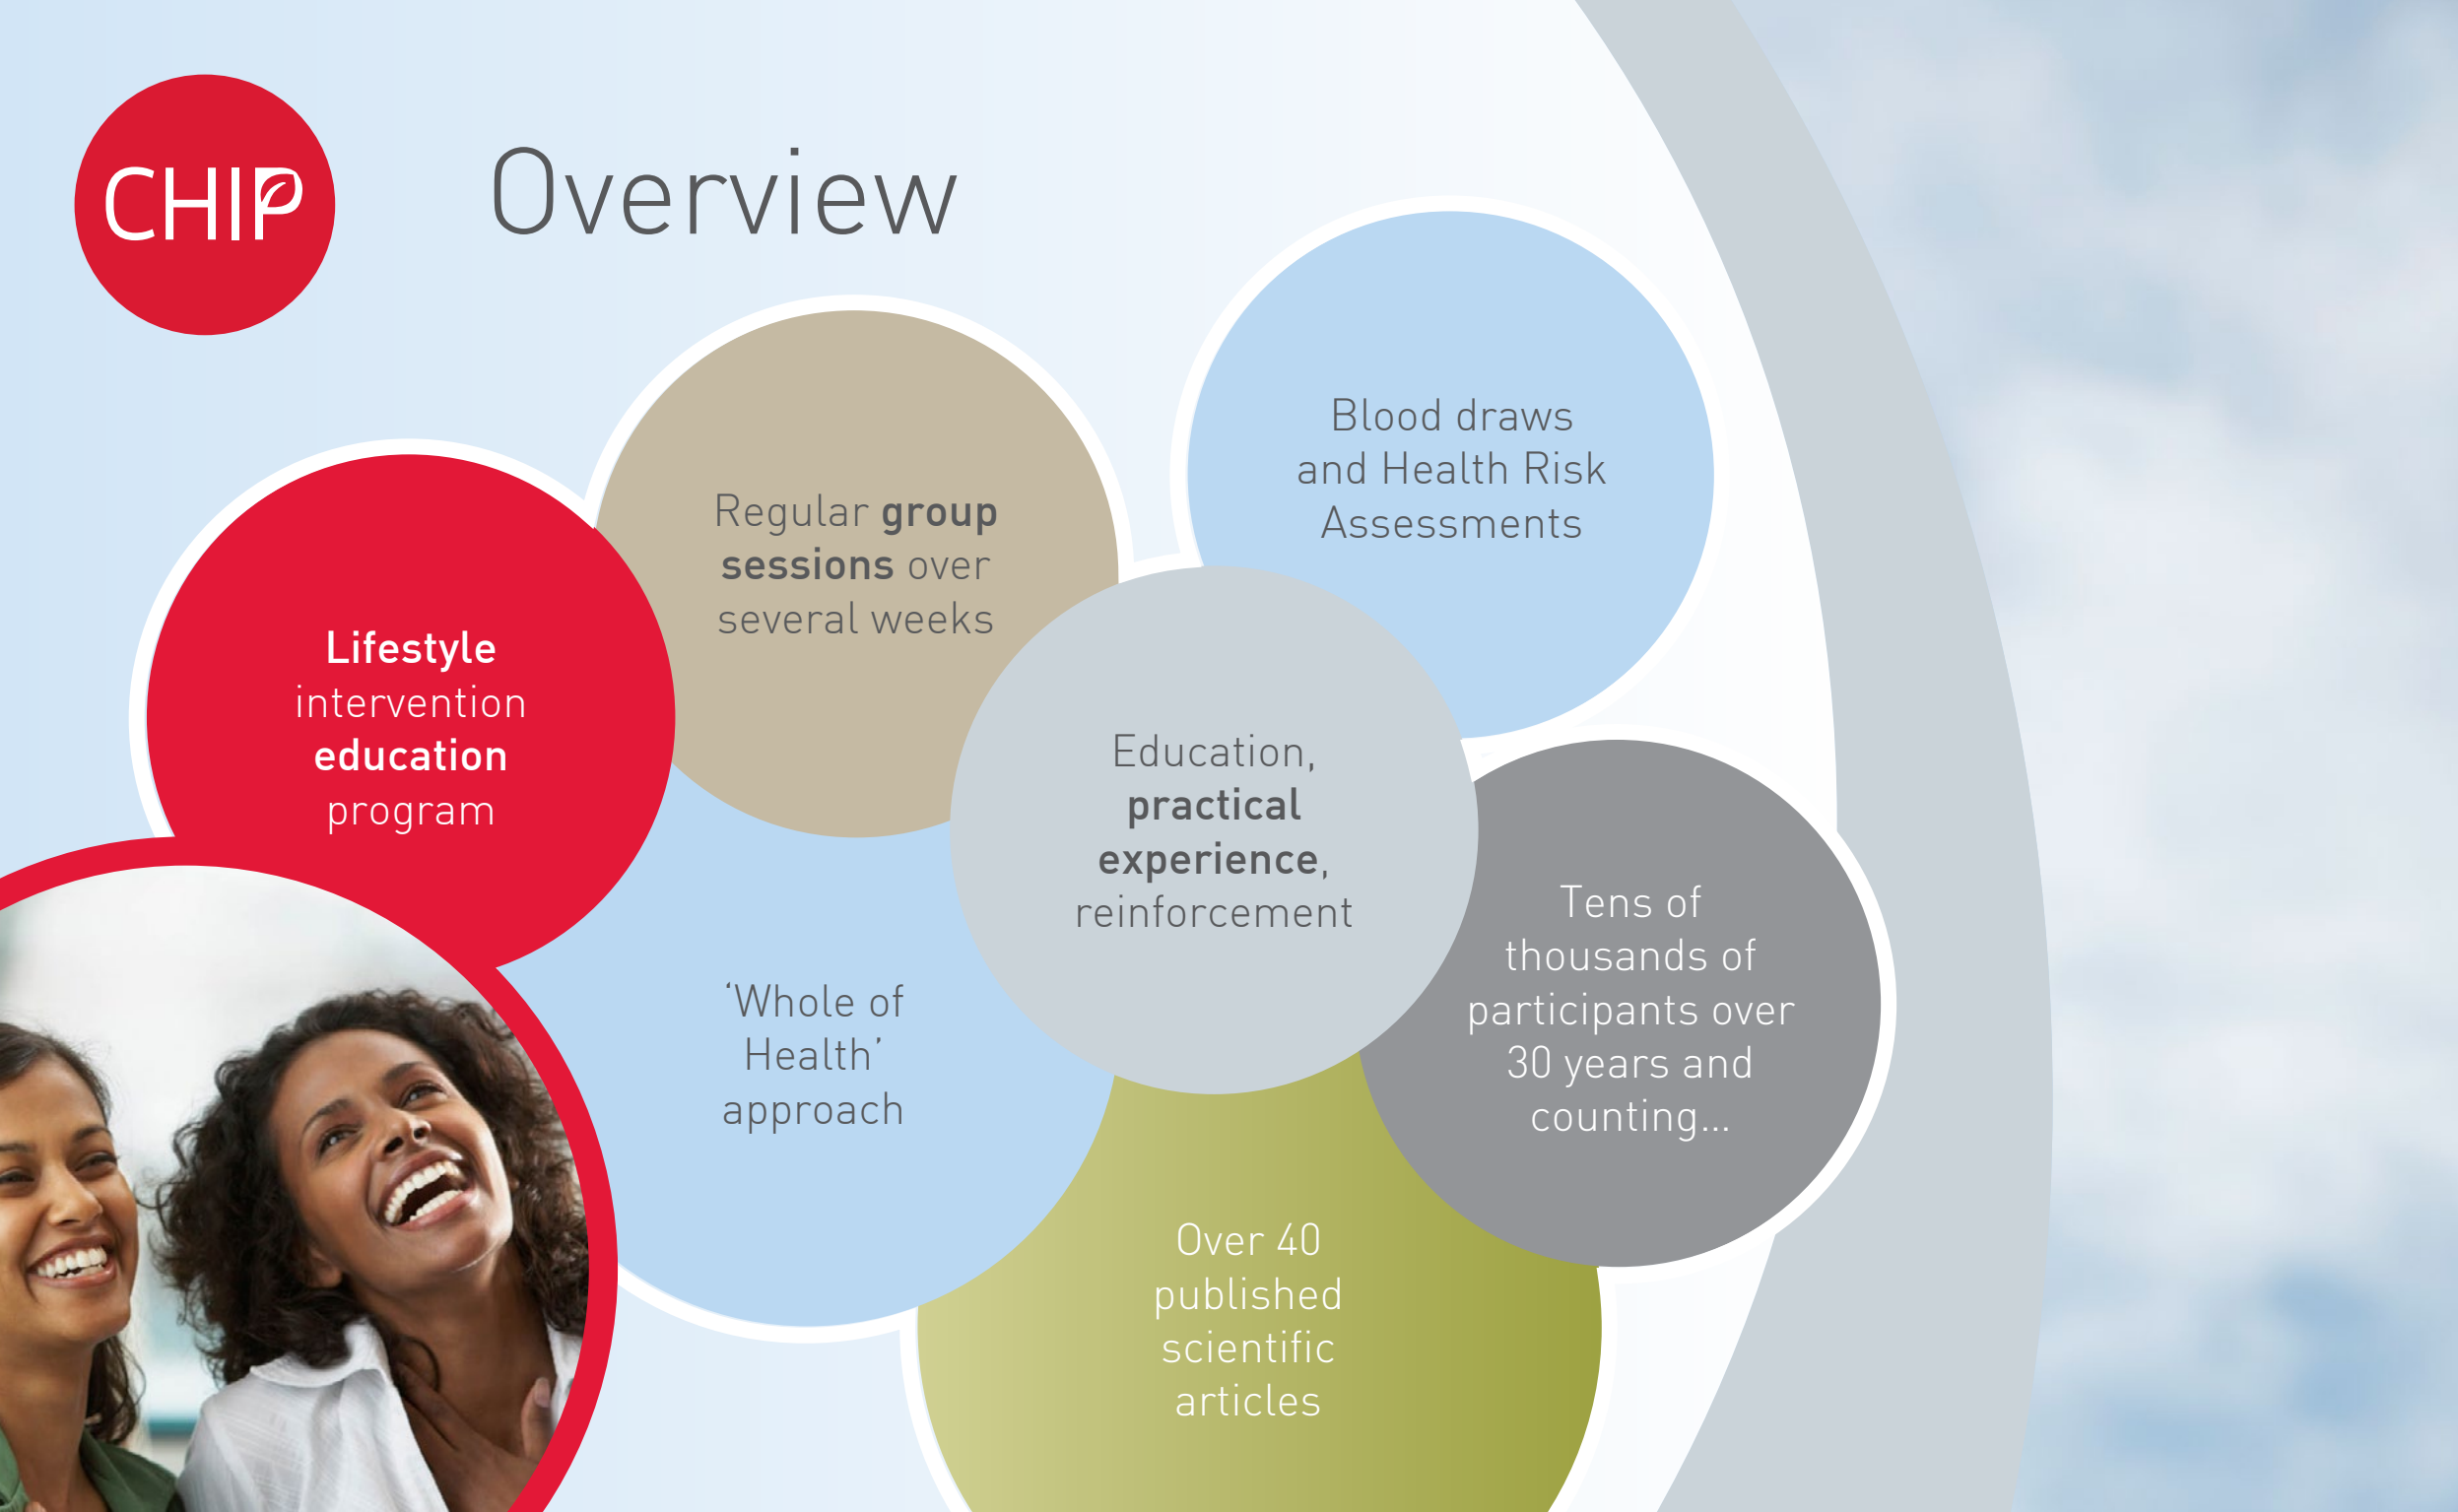 CHIP
Overview
Blood draws
and Health Risk
Assessments
Regular group
sessions over
several weeks
Lifestyle
intervention
education
program
Education,
practical
experience,
reinforcement
Tens of
thousands of
participants over
30 years and
counting...
‘Whole of
Health’
approach
Over 40
published
scientific
articles